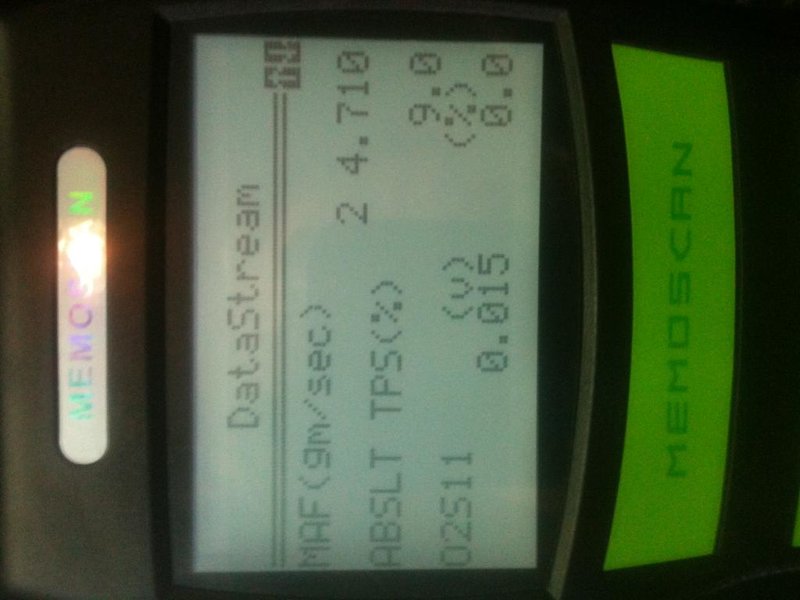 MEMOSCAN
DataStream
MAF(gm/sec)
2 4.710
ABSLT TPS(%)
9.0
O2S11 (V) (%)
0.015 0.0
MEMOSCAN